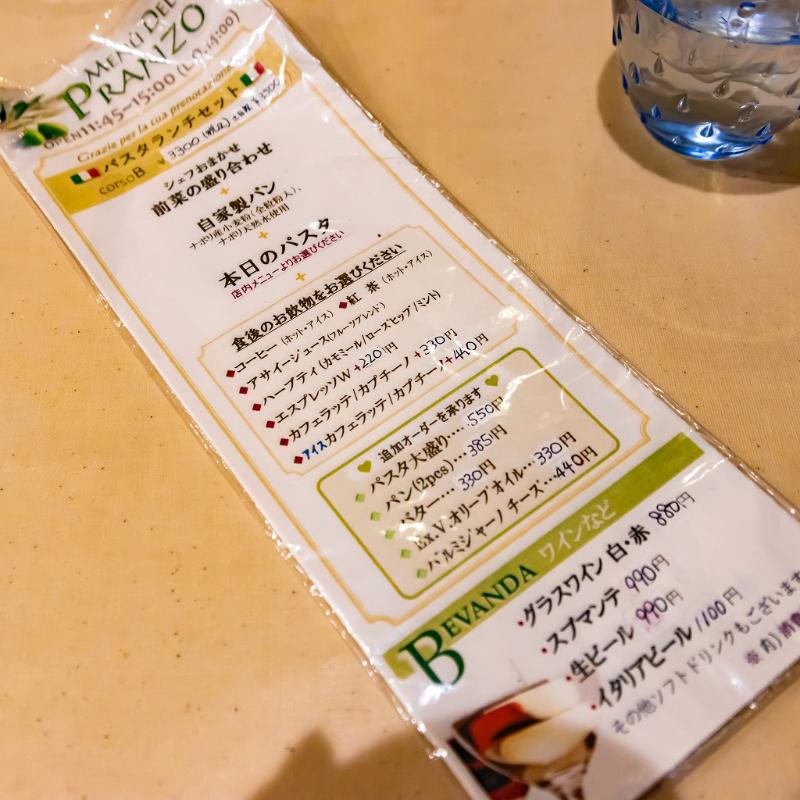 MENU DEL
PRANZO
OPEN11:45~15:00 (L.O.14:00)
Grazie per la tua prenotazione
パスタランチセット
corsoB ¥3300 (税込)
シェフおまかせ
前菜の盛り合わせ
+
自家製パン
ナポリ産小麦粉(全粒粉入)、
ナポリ天然水使用
+
本日のパスタ
店内メニューよりお選びください
+
食後のお飲物をお選びください
◆コーヒー(ホット・アイス) ◆紅 茶(ホット・アイス)
◆アサイージュース(フルーツブレンド)
◆ハーブティ(カモミール/ローズヒップ/ミント)
◆エスプレッソW +220円
◆カフェラッテ/カプチーノ +330円
◆アイスカフェラッテ/カプチーノ +440円
追加オーダーを承ります
◆パスタ大盛り…550円
◆パン(2pcs)…385円
◆バター…330円
◆Ex.V.オリーブオイル…330円
◆パルミジャーノ チーズ…440円
BEVANDA ワインなど
・グラスワイン 白・赤 880円
・スプマンテ 990円
・生ビール 990円
・イタリアビール 1100円
その他ソフトドリンクもございます